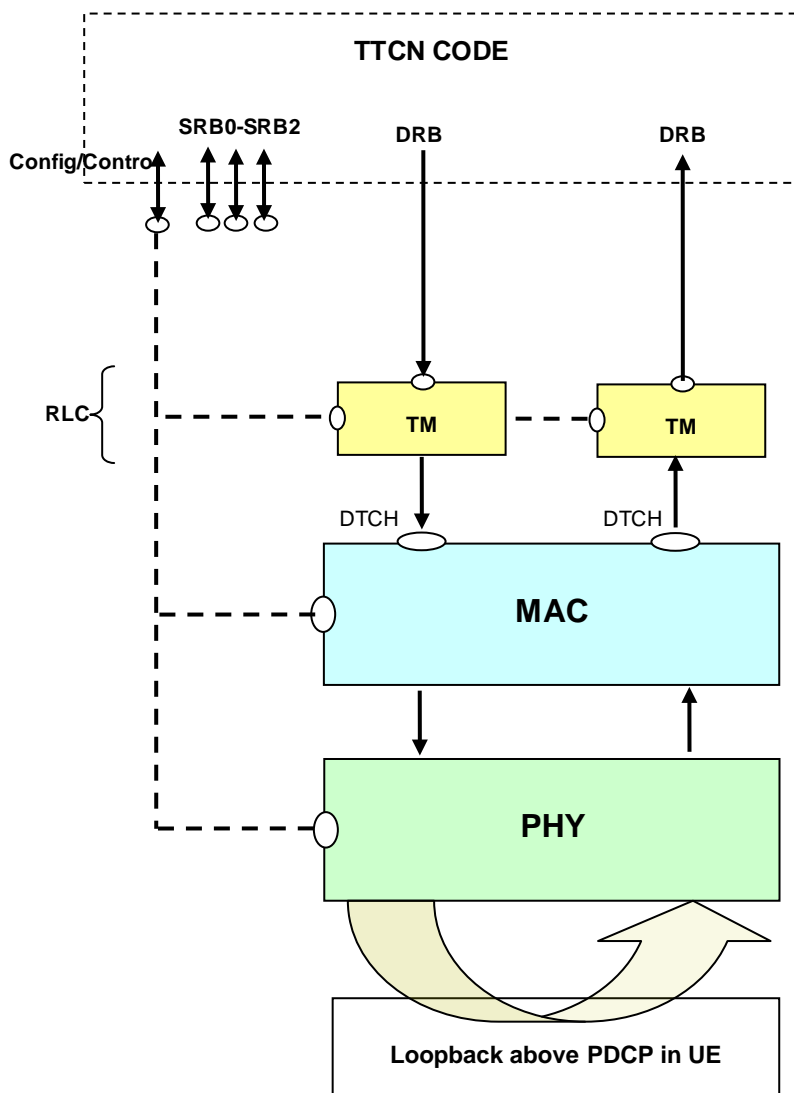 TTCN CODE
SRB0-SRB2
DRB
DRB
Config/Contro
RLC
TM
TM
DTCH
DTCH
MAC
PHY
Loopback above PDCP in UE